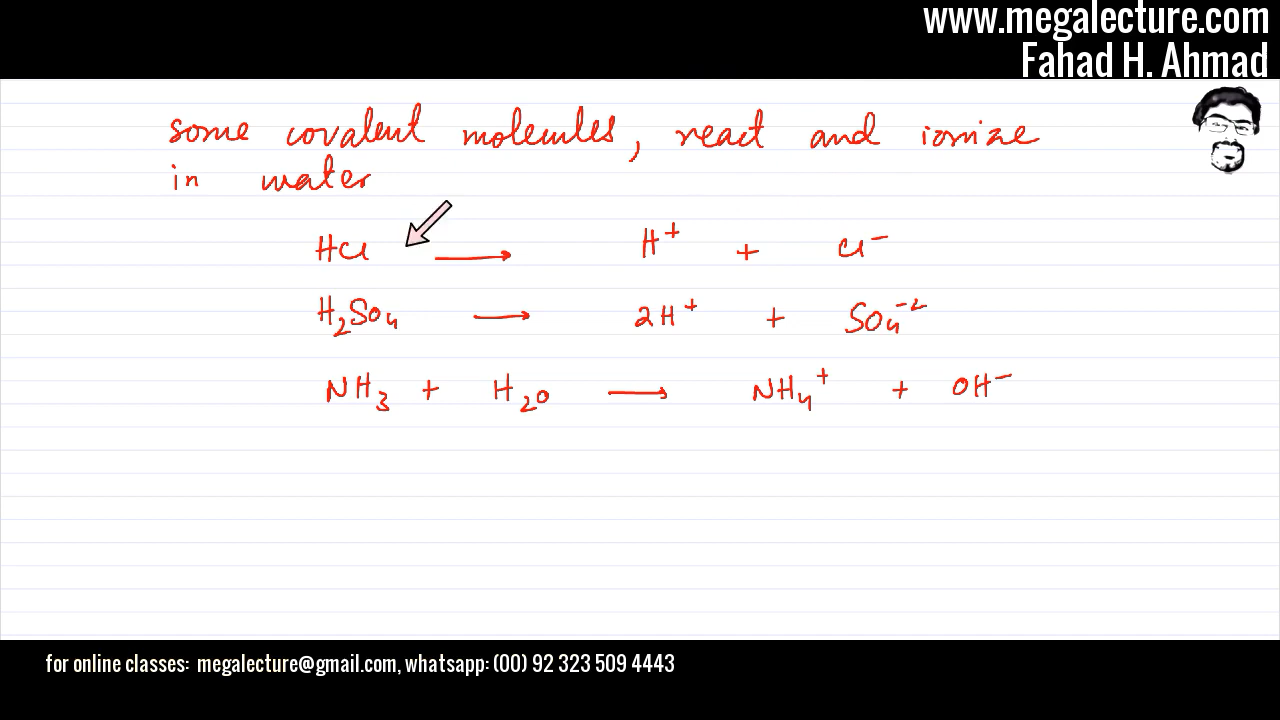 www.megalecture.com
Fahad H. Ahmad
some covalent molecules, react and ionize
in water
HCl ⟶ H⁺ + Cl⁻
H₂SO₄ ⟶ 2H⁺ + SO₄⁻²
NH₃ + H₂O ⟶ NH₄⁺ + OH⁻
for online classes: megalecture@gmail.com, whatsapp: (00) 92 323 509 4443